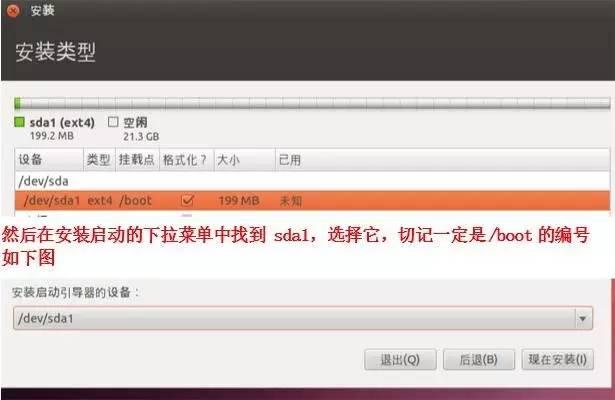 安装
安装类型
sda1 (ext4) 空闲
199.2 MB 21.3 GB
设备 类型 挂载点 格式化？ 大小 已用
/dev/sda
/dev/sda1 ext4 /boot 199 MB 未知
然后在安装启动的下拉菜单中找到 sda1，选择它，切记一定是/boot 的编号
如下图
安装启动引导器的设备：
/dev/sda1
退出(Q) 后退(B) 现在安装(I)